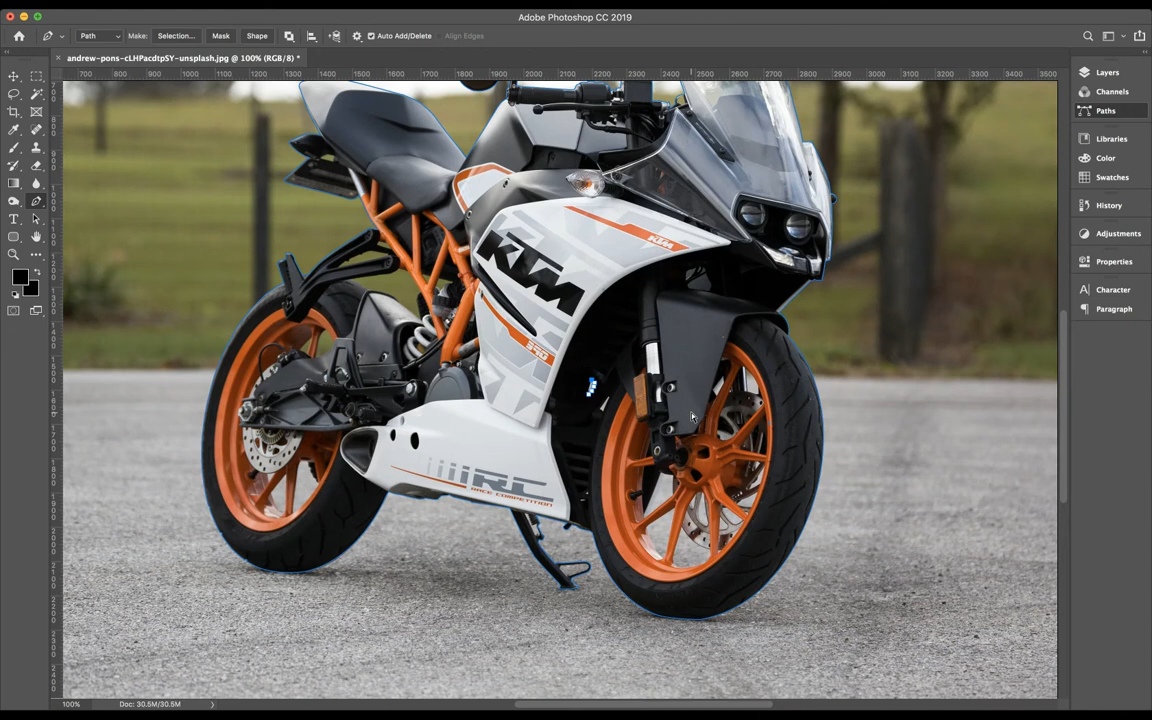 Adobe Photoshop CC 2019
Path Make: Selection... Mask Shape Auto Add/Delete Align Edges
andrew-pons-cLHPacdtpSY-unsplash.jpg @ 100% (RGB/8) *
700 800 900 1000 1100 1200 1300 1400 1500 1600 1700 1800 1900 2000 2100 2200 2300 2400 2500 2600 2700 2800 2900 3000 3100 3200 3300 3400 3500
Layers
Channels
Paths
Libraries
Color
Swatches
History
Adjustments
Properties
Character
Paragraph
KTM
KTM
390
RC
RACE COMPETITION
100% Doc: 30.5M/30.5M